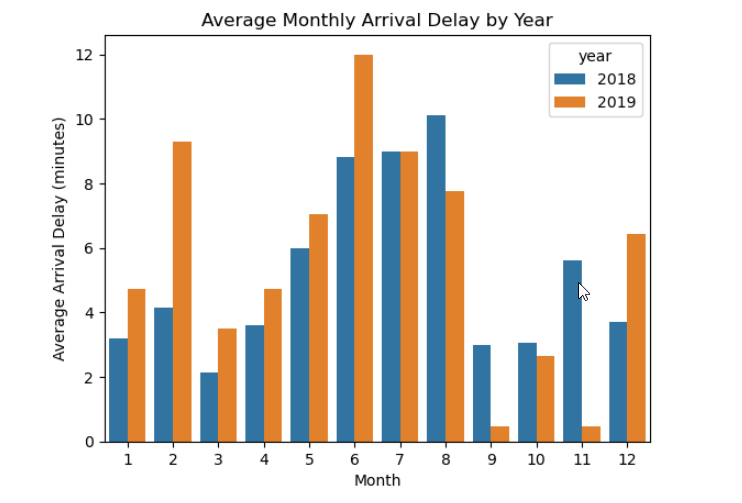 Average Monthly Arrival Delay by Year
year
2018
2019
Average Arrival Delay (minutes)
12
10
8
6
4
2
0
1 2 3 4 5 6 7 8 9 10 11 12
Month